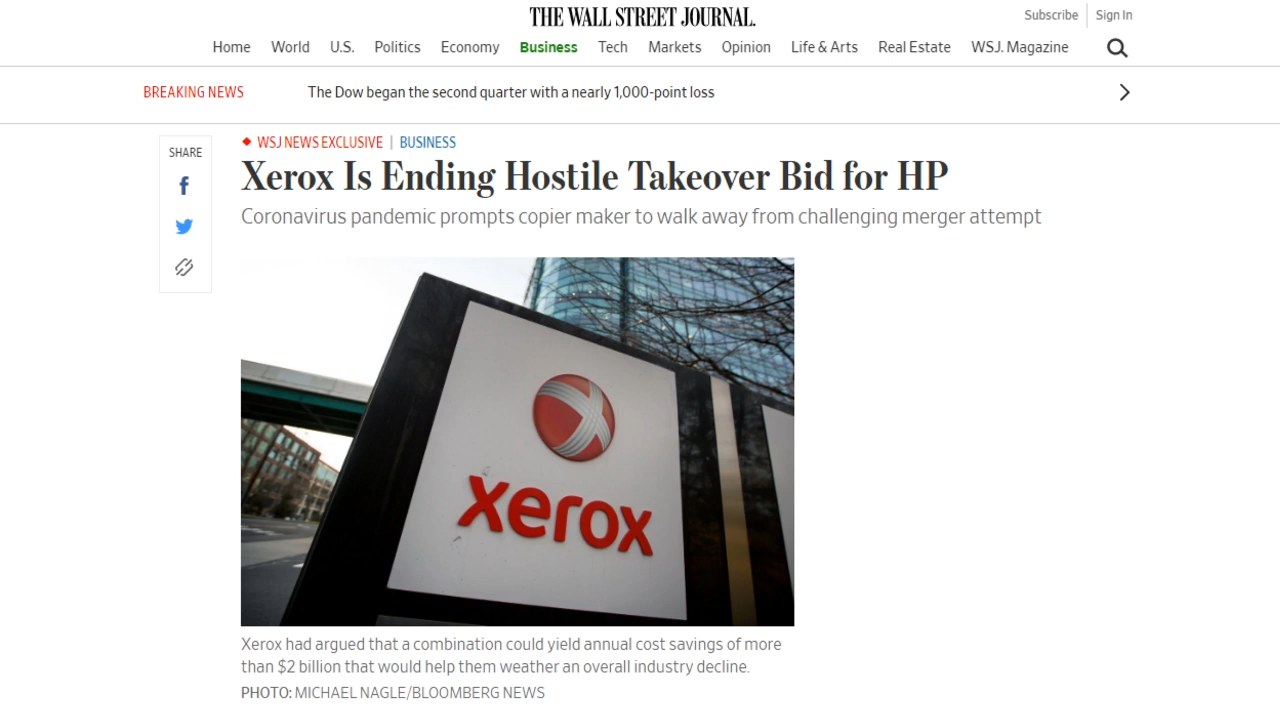 THE WALL STREET JOURNAL.
Subscribe Sign In
Home World U.S. Politics Economy Business Tech Markets Opinion Life & Arts Real Estate WSJ. Magazine
BREAKING NEWS The Dow began the second quarter with a nearly 1,000-point loss
SHARE
WSJ NEWS EXCLUSIVE | BUSINESS
Xerox Is Ending Hostile Takeover Bid for HP
Coronavirus pandemic prompts copier maker to walk away from challenging merger attempt
xerox
Xerox had argued that a combination could yield annual cost savings of more
than $2 billion that would help them weather an overall industry decline.
PHOTO: MICHAEL NAGLE/BLOOMBERG NEWS